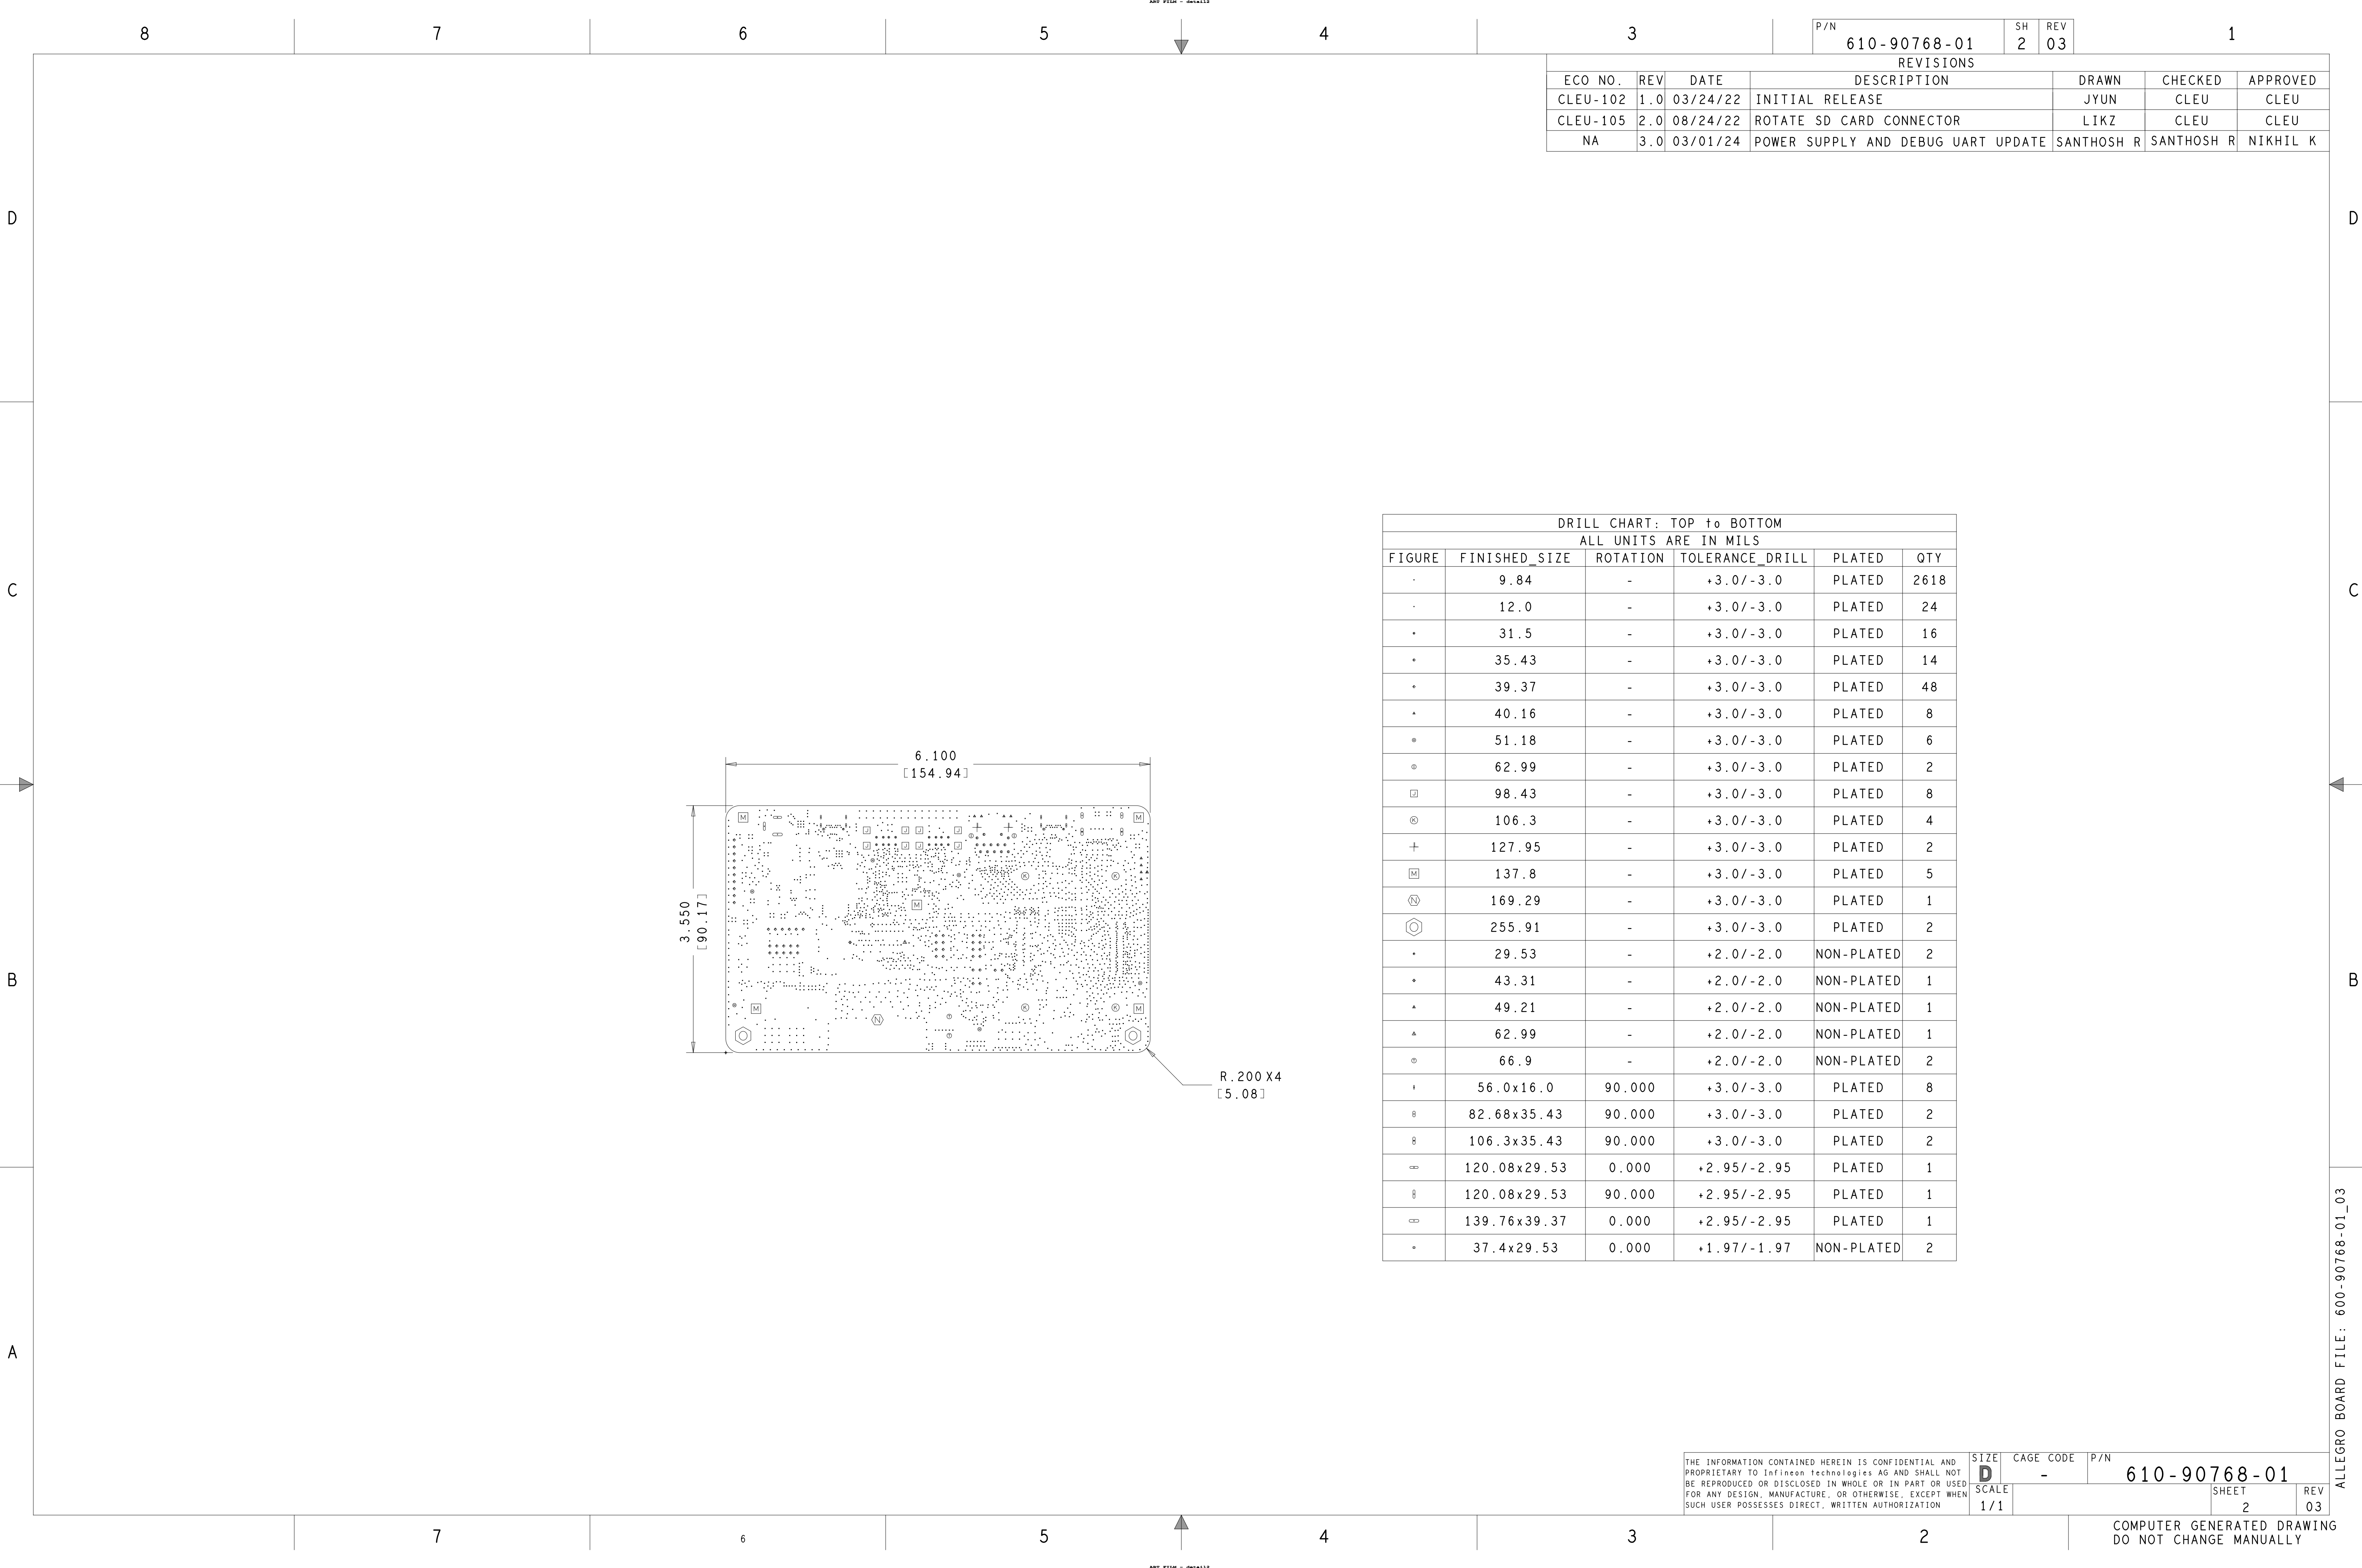 ART FILM - detail2
8 7 6 5 4 3 1
P/N SH REV
610-90768-01 2 03
REVISIONS
ECO NO. REV DATE DESCRIPTION DRAWN CHECKED APPROVED
CLEU-102 1.0 03/24/22 INITIAL RELEASE JYUN CLEU CLEU
CLEU-105 2.0 08/24/22 ROTATE SD CARD CONNECTOR LIKZ CLEU CLEU
NA 3.0 03/01/24 POWER SUPPLY AND DEBUG UART UPDATE SANTHOSH R SANTHOSH R NIKHIL K
D D
DRILL CHART: TOP to BOTTOM
ALL UNITS ARE IN MILS
FIGURE FINISHED_SIZE ROTATION TOLERANCE_DRILL PLATED QTY
9.84 - +3.0/-3.0 PLATED 2618
12.0 - +3.0/-3.0 PLATED 24
31.5 - +3.0/-3.0 PLATED 16
35.43 - +3.0/-3.0 PLATED 14
39.37 - +3.0/-3.0 PLATED 48
40.16 - +3.0/-3.0 PLATED 8
51.18 - +3.0/-3.0 PLATED 6
62.99 - +3.0/-3.0 PLATED 2
J 98.43 - +3.0/-3.0 PLATED 8
K 106.3 - +3.0/-3.0 PLATED 4
127.95 - +3.0/-3.0 PLATED 2
M 137.8 - +3.0/-3.0 PLATED 5
N 169.29 - +3.0/-3.0 PLATED 1
O 255.91 - +3.0/-3.0 PLATED 2
29.53 - +2.0/-2.0 NON-PLATED 2
43.31 - +2.0/-2.0 NON-PLATED 1
49.21 - +2.0/-2.0 NON-PLATED 1
62.99 - +2.0/-2.0 NON-PLATED 1
66.9 - +2.0/-2.0 NON-PLATED 2
56.0x16.0 90.000 +3.0/-3.0 PLATED 8
82.68x35.43 90.000 +3.0/-3.0 PLATED 2
106.3x35.43 90.000 +3.0/-3.0 PLATED 2
120.08x29.53 0.000 +2.95/-2.95 PLATED 1
120.08x29.53 90.000 +2.95/-2.95 PLATED 1
139.76x39.37 0.000 +2.95/-2.95 PLATED 1
37.4x29.53 0.000 +1.97/-1.97 NON-PLATED 2
C C
6.100
[154.94]
3.550
[90.17]
M M
J J J J
J J J J
K K
M
K K
M M
N
O O
R.200 X4
[5.08]
B B
A
ALLEGRO BOARD FILE: 600-90768-01_03
THE INFORMATION CONTAINED HEREIN IS CONFIDENTIAL AND
PROPRIETARY TO Infineon technologies AG AND SHALL NOT
BE REPRODUCED OR DISCLOSED IN WHOLE OR IN PART OR USED
FOR ANY DESIGN, MANUFACTURE, OR OTHERWISE, EXCEPT WHEN
SUCH USER POSSESSES DIRECT, WRITTEN AUTHORIZATION
SIZE CAGE CODE P/N
D - 610-90768-01
SCALE SHEET REV
1/1 2 03
7 6 5 4 3 2
COMPUTER GENERATED DRAWING
DO NOT CHANGE MANUALLY
ART FILM - detail2